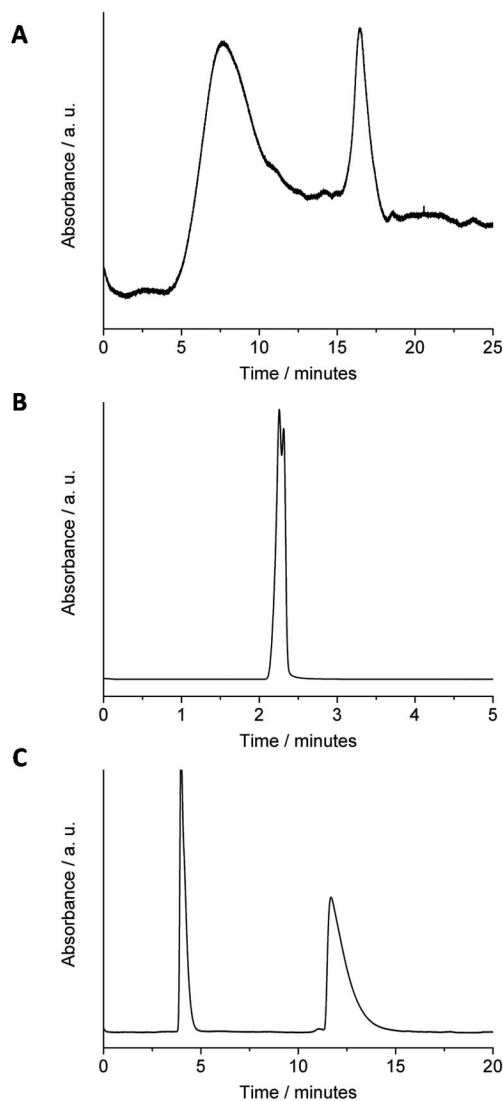 A
Absorbance / a. u.
0 5 10 15 20 25
Time / minutes
B
Absorbance / a. u.
0 1 2 3 4 5
Time / minutes
C
Absorbance / a. u.
0 5 10 15 20
Time / minutes